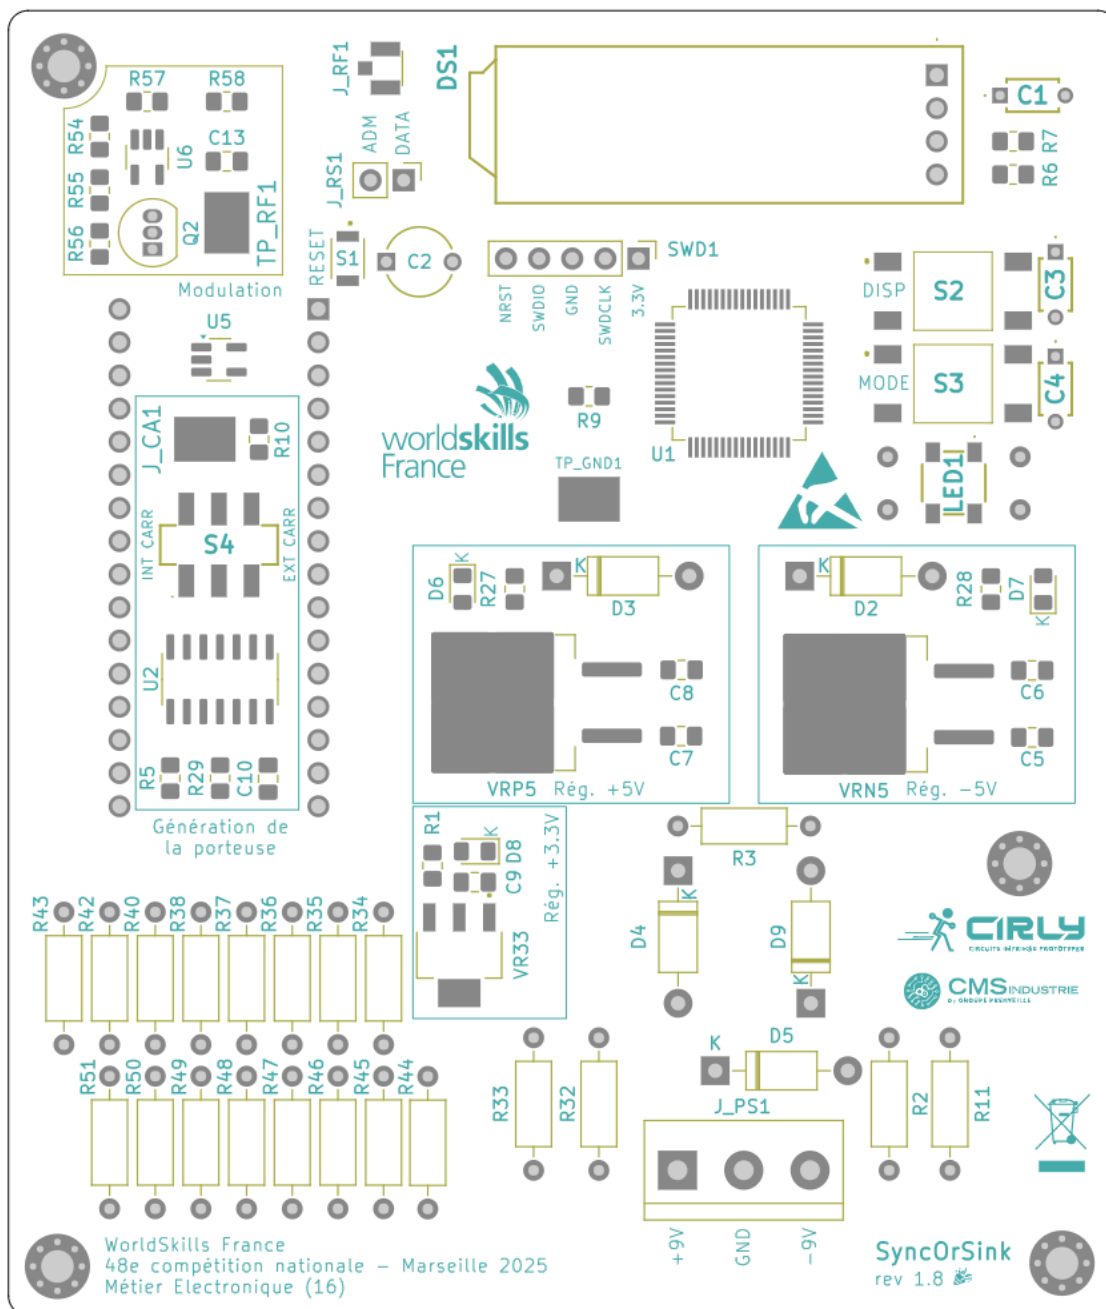 R57
R58
J_RF1
DS1
C1
R54
C13
U6
ADM
DATA
R7
R55
J_RS1
R6
R56
Q2
TP_RF1
RESET
S1
C2
SWD1
NRST
SWDIO
GND
SWDCLK
3.3V
DISP
S2
C3
Modulation
U5
MODE
S3
C4
J_CA1
R10
worldskills
France
R9
U1
TP_GND1
LED1
INT CARR
S4
EXT CARR
D6
K
R27
K
D3
K
D2
R28
D7
K
U2
C8
C6
C7
C5
R5
R29
C10
VRP5
Rég. +5V
VRN5
Rég. -5V
Génération de
la porteuse
R1
K
D8
C9
Rég. +3.3V
VR33
R3
K
D4
D9
K
R43
R42
R40
R38
R37
R36
R35
R34
CIRLY
CIRCUITS IMPRIMÉS PROTOTYPES
CMS INDUSTRIE
K
D5
R51
R50
R49
R48
R47
R46
R45
R44
R33
R32
J_PS1
R2
R11
+9V
GND
-9V
WorldSkills France
48e compétition nationale – Marseille 2025
Métier Electronique (16)
SyncOrSink
rev 1.8